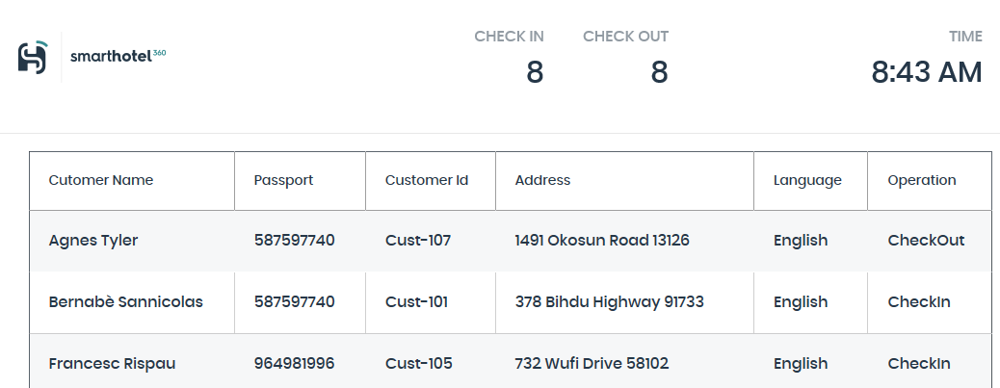 CHECK IN CHECK OUT TIME
smarthotel360
8 8 8:43 AM
Cutomer Name Passport Customer Id Address Language Operation
Agnes Tyler 587597740 Cust-107 1491 Okosun Road 13126 English CheckOut
Bernabè Sannicolas 587597740 Cust-101 378 Bihdu Highway 91733 English CheckIn
Francesc Rispau 964981996 Cust-105 732 Wufi Drive 58102 English CheckIn